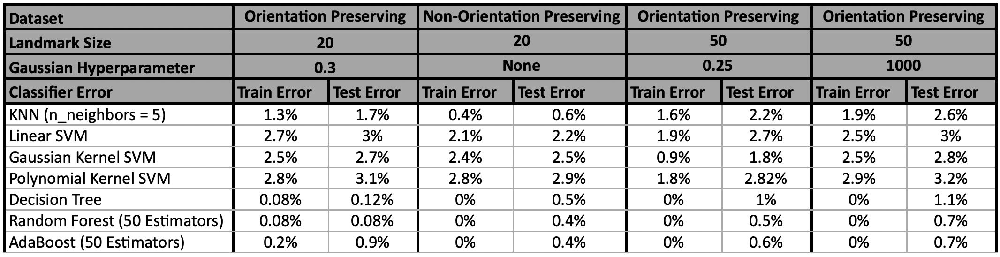 Dataset Orientation Preserving Non-Orientation Preserving Orientation Preserving Orientation Preserving
Landmark Size 20 20 50 50
Gaussian Hyperparameter 0.3 None 0.25 1000
Classifier Error Train Error Test Error Train Error Test Error Train Error Test Error Train Error Test Error
KNN (n_neighbors = 5) 1.3% 1.7% 0.4% 0.6% 1.6% 2.2% 1.9% 2.6%
Linear SVM 2.7% 3% 2.1% 2.2% 1.9% 2.7% 2.5% 3%
Gaussian Kernel SVM 2.5% 2.7% 2.4% 2.5% 0.9% 1.8% 2.5% 2.8%
Polynomial Kernel SVM 2.8% 3.1% 2.8% 2.9% 1.8% 2.82% 2.9% 3.2%
Decision Tree 0.08% 0.12% 0% 0.5% 0% 1% 0% 1.1%
Random Forest (50 Estimators) 0.08% 0.08% 0% 0.4% 0% 0.5% 0% 0.7%
AdaBoost (50 Estimators) 0.2% 0.9% 0% 0.4% 0% 0.6% 0% 0.7%